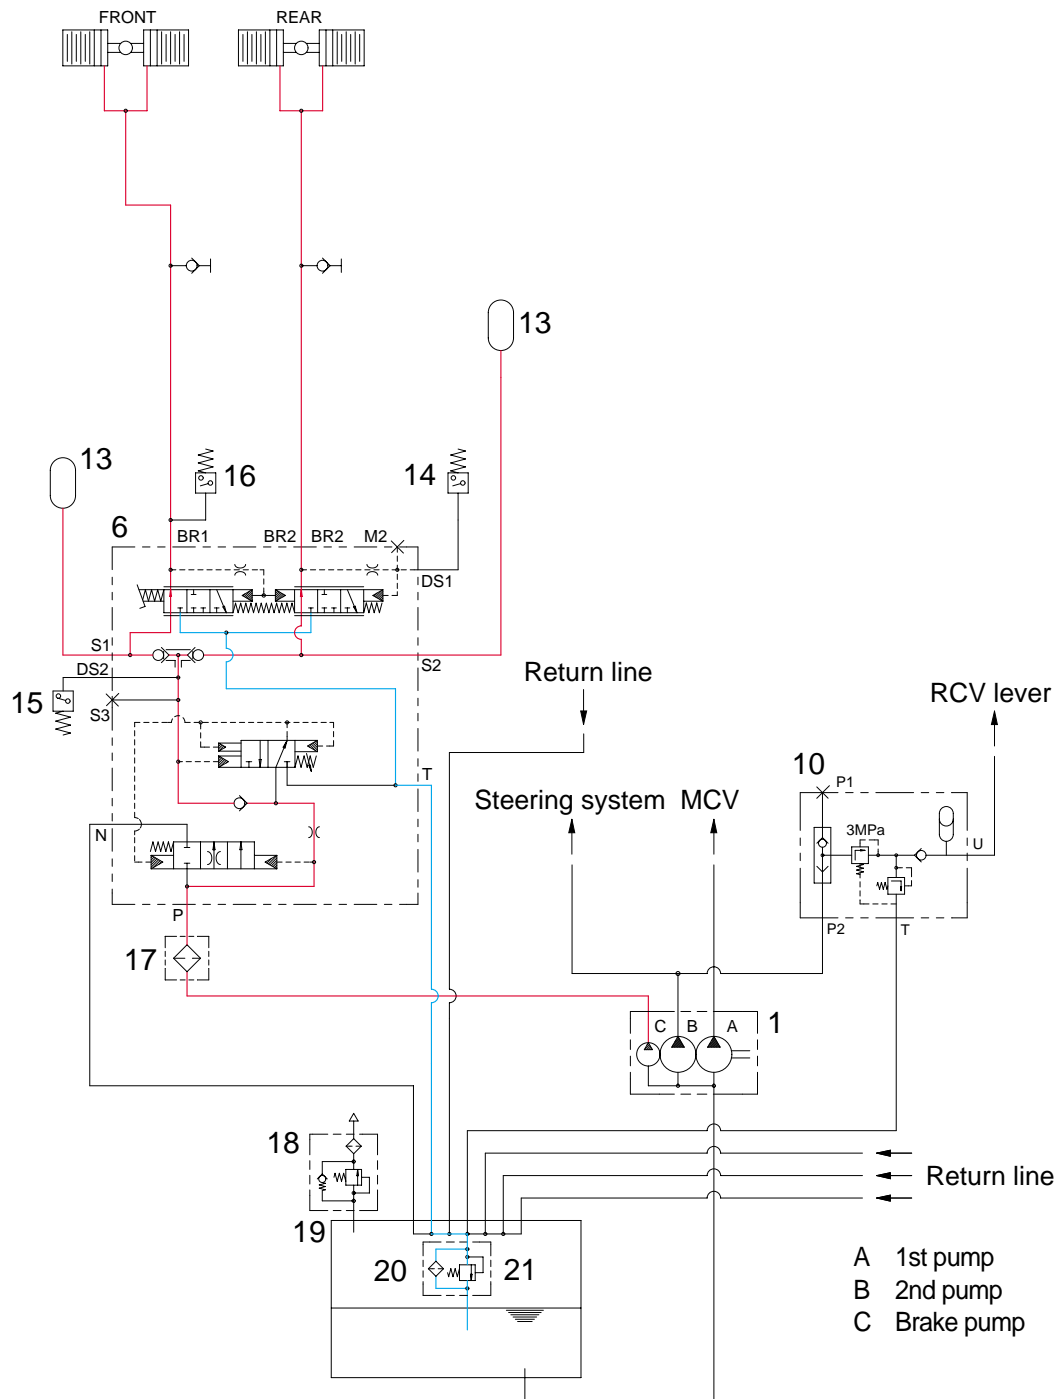 FRONT REAR
13
13
16 14
6 BR1 BR2 BR2 M2
DS1
S1
DS2 S2
15 S3
Return line
RCV lever
T 10 P1
Steering system MCV
N 3MPa U
P P2 T
17
C B A 1
18
Return line
19
20 21
A 1st pump
B 2nd pump
C Brake pump